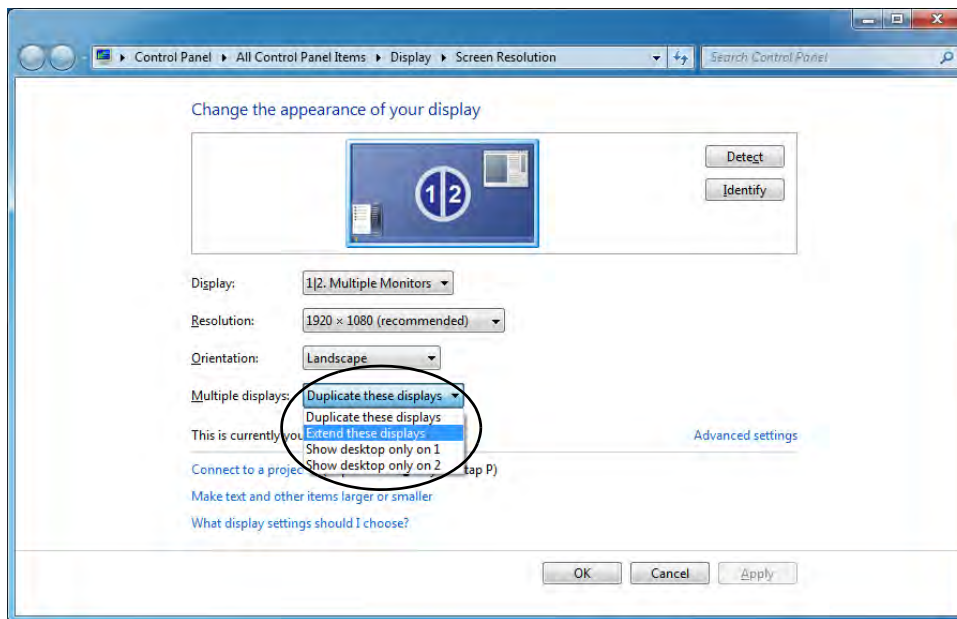 Control Panel ▸ All Control Panel Items ▸ Display ▸ Screen Resolution
Search Control Panel
Change the appearance of your display
1|2
Detect
Identify
Display: 1|2. Multiple Monitors
Resolution: 1920 × 1080 (recommended)
Orientation: Landscape
Multiple displays: Duplicate these displays
Duplicate these displays
Extend these displays
Show desktop only on 1
Show desktop only on 2
This is currently you
Advanced settings
Connect to a projec tap P)
Make text and other items larger or smaller
What display settings should I choose?
OK Cancel Apply